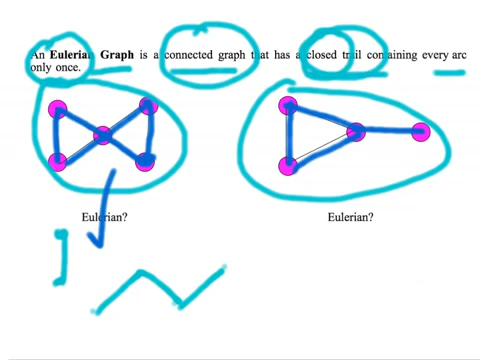 An Eulerian Graph is a connected graph that has a closed trail containing every arc
only once.
Eulerian? Eulerian?